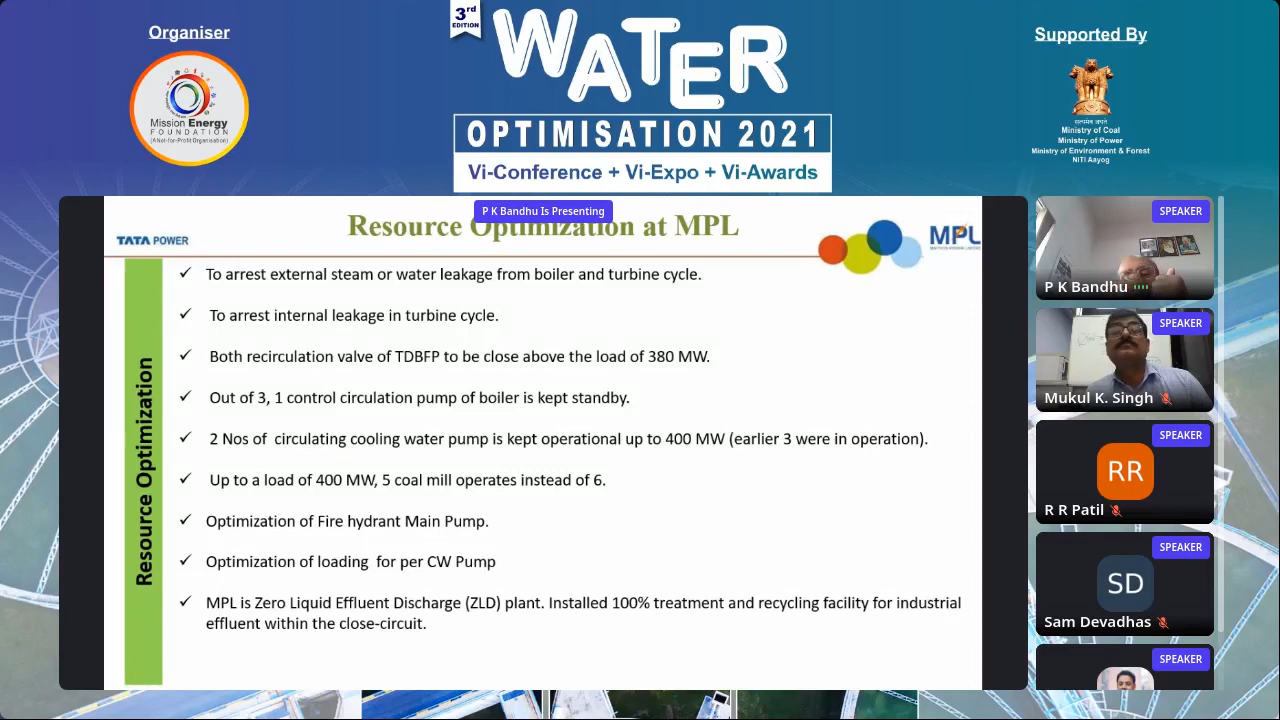 Organiser
Mission Energy
FOUNDATION
(A Not-for-Profit Organisation)
3rd
EDITION
WATER
OPTIMISATION 2021
Vi-Conference + Vi-Expo + Vi-Awards
Supported By
सत्यमेव जयते
Ministry of Coal
Ministry of Power
Ministry of Environment & Forest
NITI Aayog
P K Bandhu Is Presenting
Resource Optimization at MPL
TATA POWER
MPL
Resource Optimization
To arrest external steam or water leakage from boiler and turbine cycle.
To arrest internal leakage in turbine cycle.
Both recirculation valve of TDBFP to be close above the load of 380 MW.
Out of 3, 1 control circulation pump of boiler is kept standby.
2 Nos of circulating cooling water pump is kept operational up to 400 MW (earlier 3 were in operation).
Up to a load of 400 MW, 5 coal mill operates instead of 6.
Optimization of Fire hydrant Main Pump.
Optimization of loading for per CW Pump
MPL is Zero Liquid Effluent Discharge (ZLD) plant. Installed 100% treatment and recycling facility for industrial
effluent within the close-circuit.
SPEAKER
P K Bandhu
SPEAKER
Mukul K. Singh
SPEAKER
RR
R R Patil
SPEAKER
SD
Sam Devadhas
SPEAKER